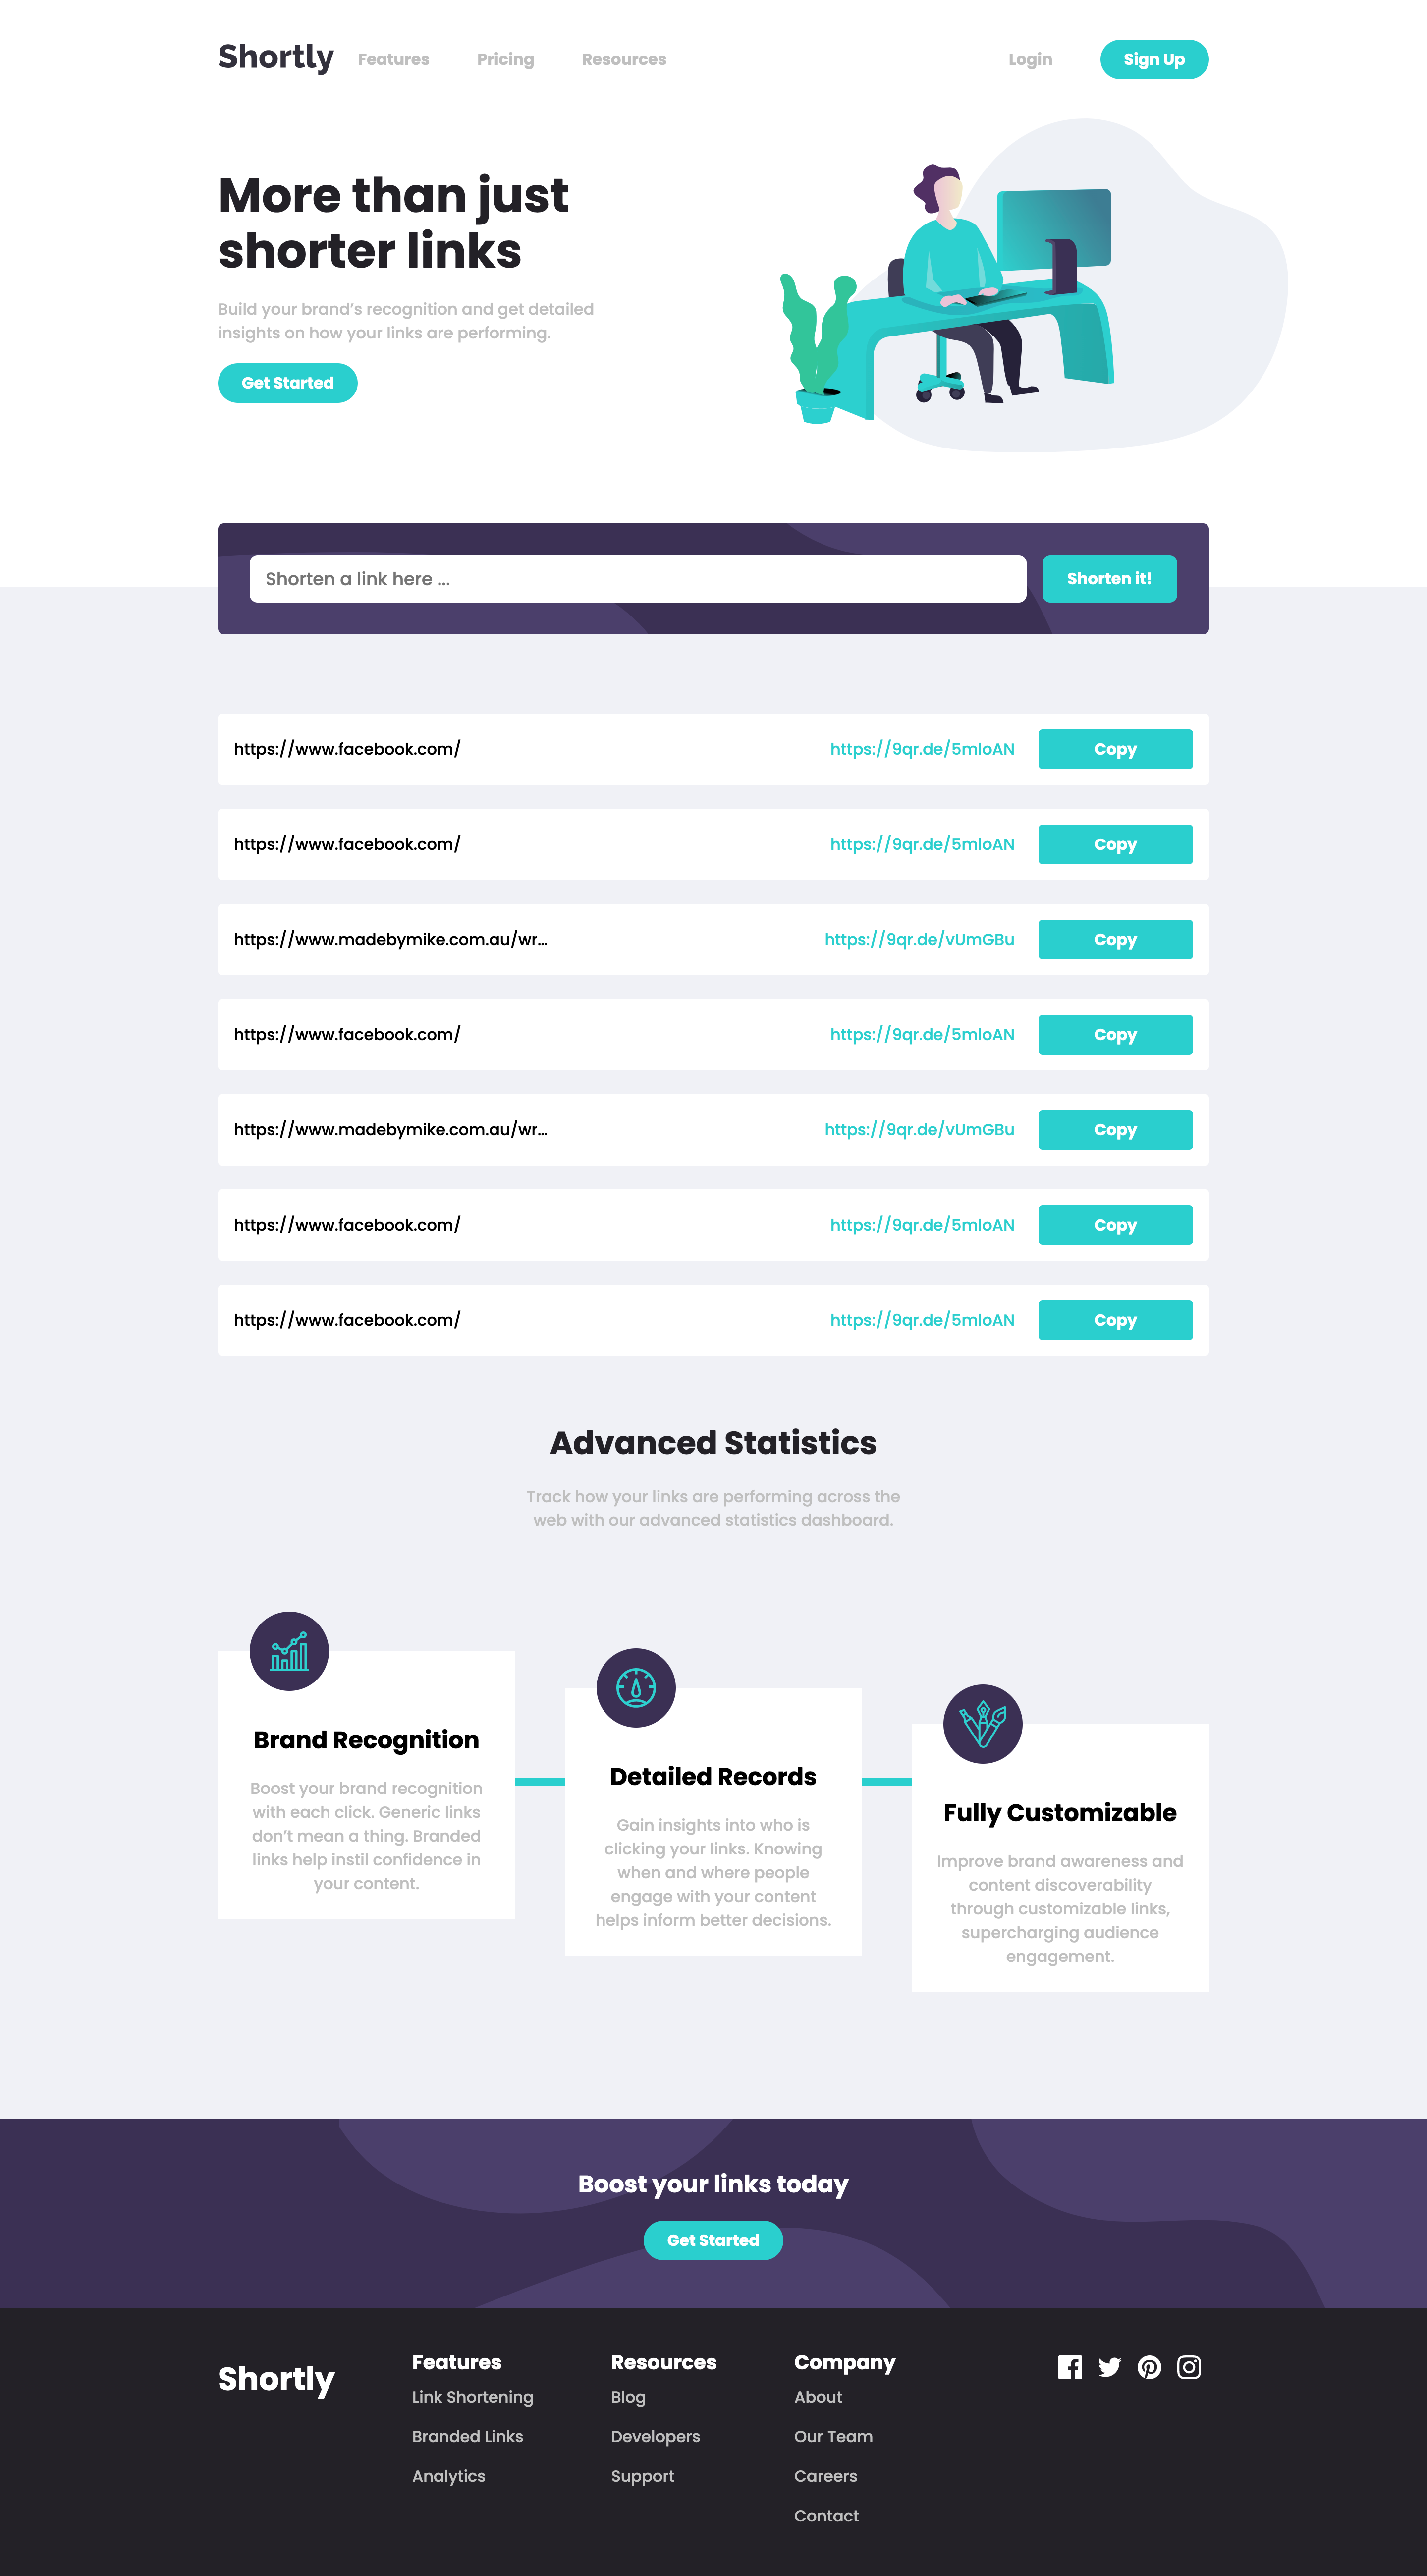 Shortly
Features
Pricing
Resources
Login
Sign Up
More than just
shorter links
Build your brand’s recognition and get detailed
insights on how your links are performing.
Get Started
Shorten a link here ...
Shorten it!
https://www.facebook.com/
https://9qr.de/5mloAN
Copy
https://www.facebook.com/
https://9qr.de/5mloAN
Copy
https://www.madebymike.com.au/wr...
https://9qr.de/vUmGBu
Copy
https://www.facebook.com/
https://9qr.de/5mloAN
Copy
https://www.madebymike.com.au/wr...
https://9qr.de/vUmGBu
Copy
https://www.facebook.com/
https://9qr.de/5mloAN
Copy
https://www.facebook.com/
https://9qr.de/5mloAN
Copy
Advanced Statistics
Track how your links are performing across the
web with our advanced statistics dashboard.
Brand Recognition
Boost your brand recognition
with each click. Generic links
don’t mean a thing. Branded
links help instil confidence in
your content.
Detailed Records
Gain insights into who is
clicking your links. Knowing
when and where people
engage with your content
helps inform better decisions.
Fully Customizable
Improve brand awareness and
content discoverability
through customizable links,
supercharging audience
engagement.
Boost your links today
Get Started
Shortly
Features
Link Shortening
Branded Links
Analytics
Resources
Blog
Developers
Support
Company
About
Our Team
Careers
Contact